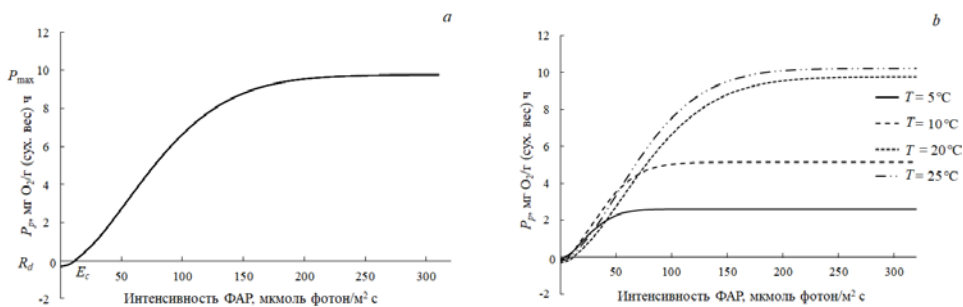 a
P_max
R_d
P_p, мг O₂/г (сух. вес) ч
12
10
8
6
4
2
0
-2
E_c
50
100
150
200
250
300
Интенсивность ФАР, мкмоль фотон/м² с
b
P_p, мг O₂/г (сух. вес) ч
12
10
8
6
4
2
0
-2
50
100
150
200
250
300
Интенсивность ФАР, мкмоль фотон/м² с
T = 5°C
T = 10°C
T = 20°C
T = 25°C